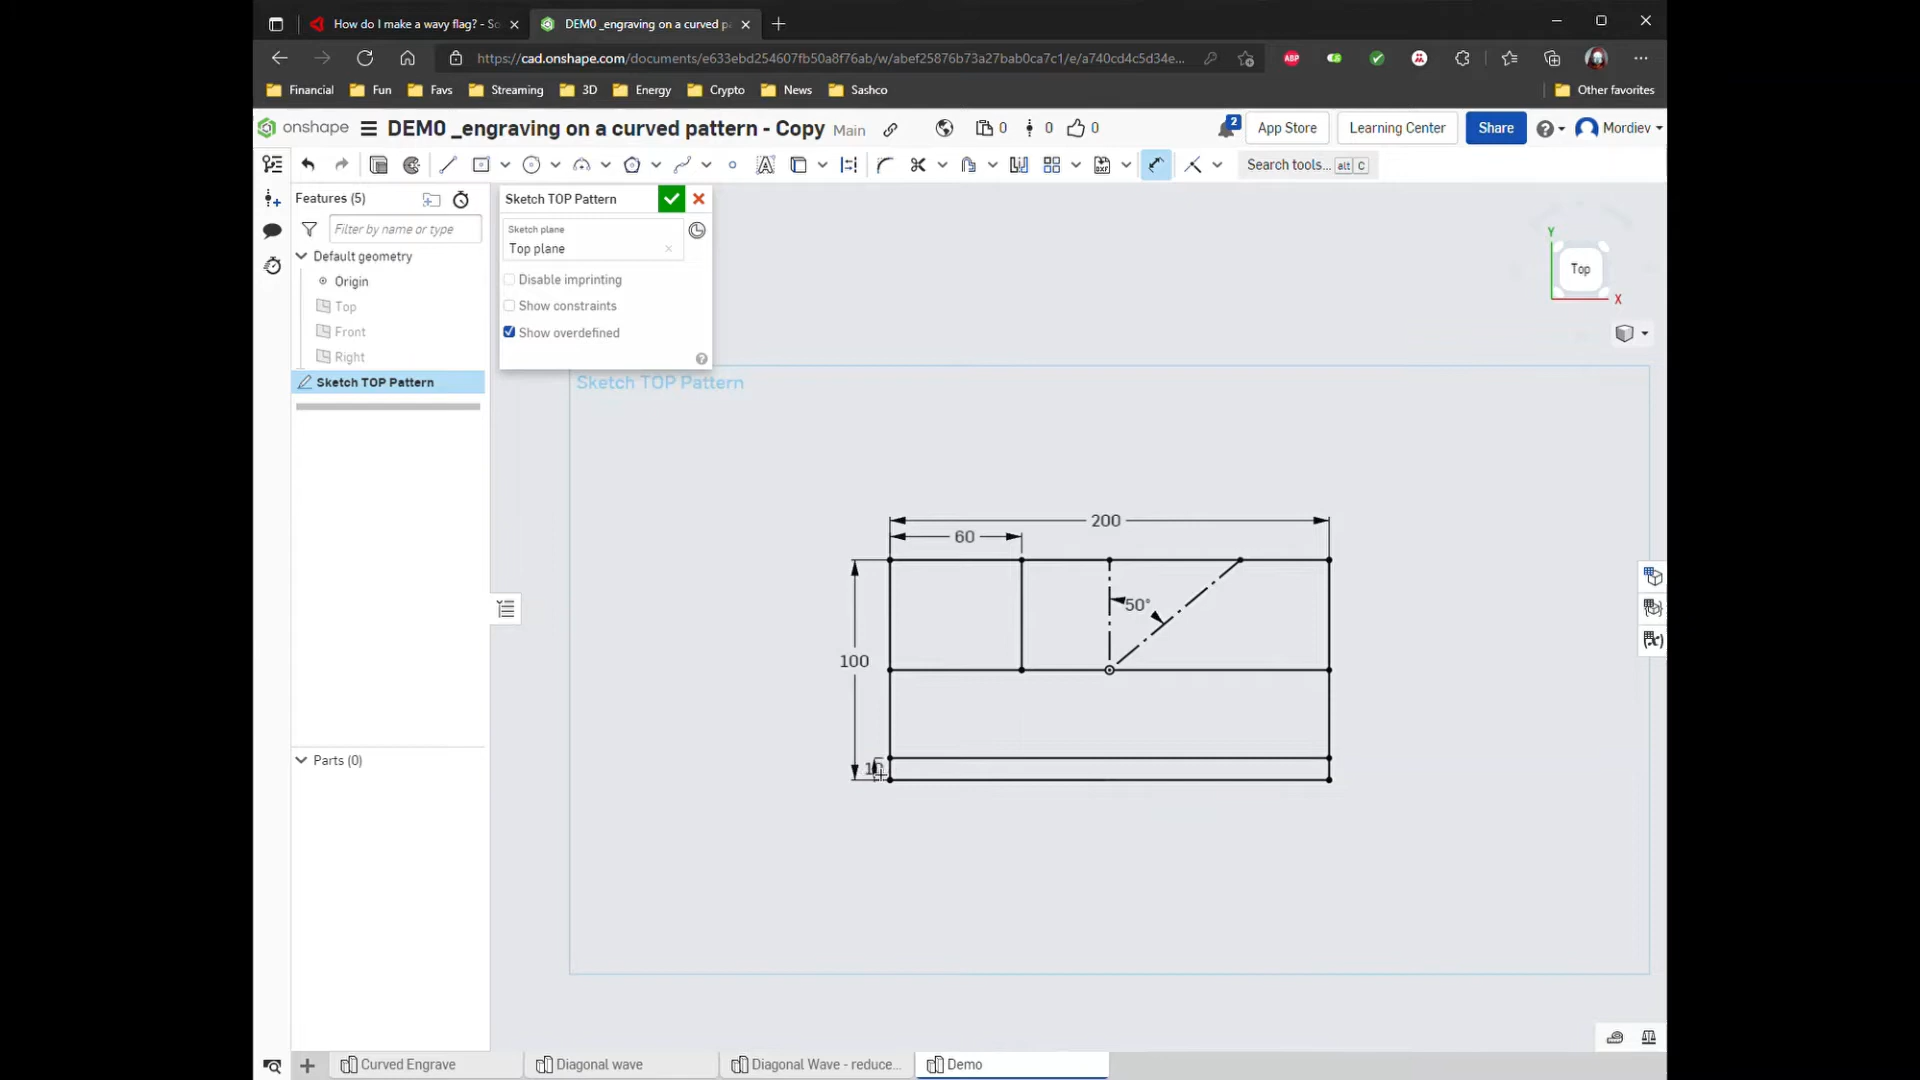 How do I make a wavy flag? - Sc
DEM0 _engraving on a curved p
https://cad.onshape.com/documents/e633ebd254607fb50a8f76ab/w/abef25876b73a27bab0ca7c1/e/a740cd4c5d34e...
ABP
Financial Fun Favs Streaming 3D Energy Crypto News Sashco Other favorites
onshape DEM0 _engraving on a curved pattern - Copy Main 0 0 0 2 App Store Learning Center Share Mordiev
Search tools... alt C
Features (5)
Filter by name or type
Default geometry
Origin
Top
Front
Right
Sketch TOP Pattern
Parts (0)
Sketch TOP Pattern
Sketch plane
Top plane
Disable imprinting
Show constraints
Show overdefined
Sketch TOP Pattern
Y
Top
X
200
60
50°
100
Curved Engrave Diagonal wave Diagonal Wave - reduce... Demo